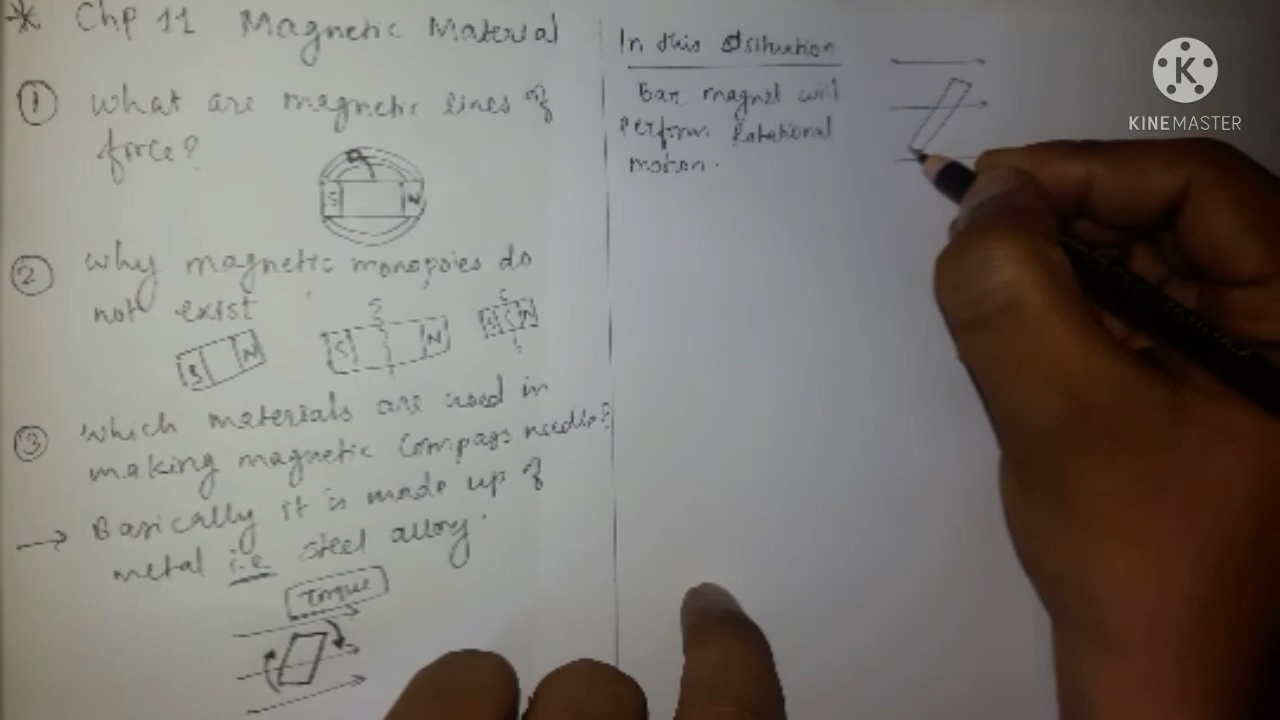 * Chp 11 Magnetic Material
① What are magnetic lines of
force?
S N
② Why magnetic monopoles do
not exist
S N S N S N
③ Which materials are used in
making magnetic Compass needle?
→ Basically it is made up of
metal i.e steel alloy.
Torque
In this situation
Bar magnet will
perform Rotational
motion.
K
KINEMASTER